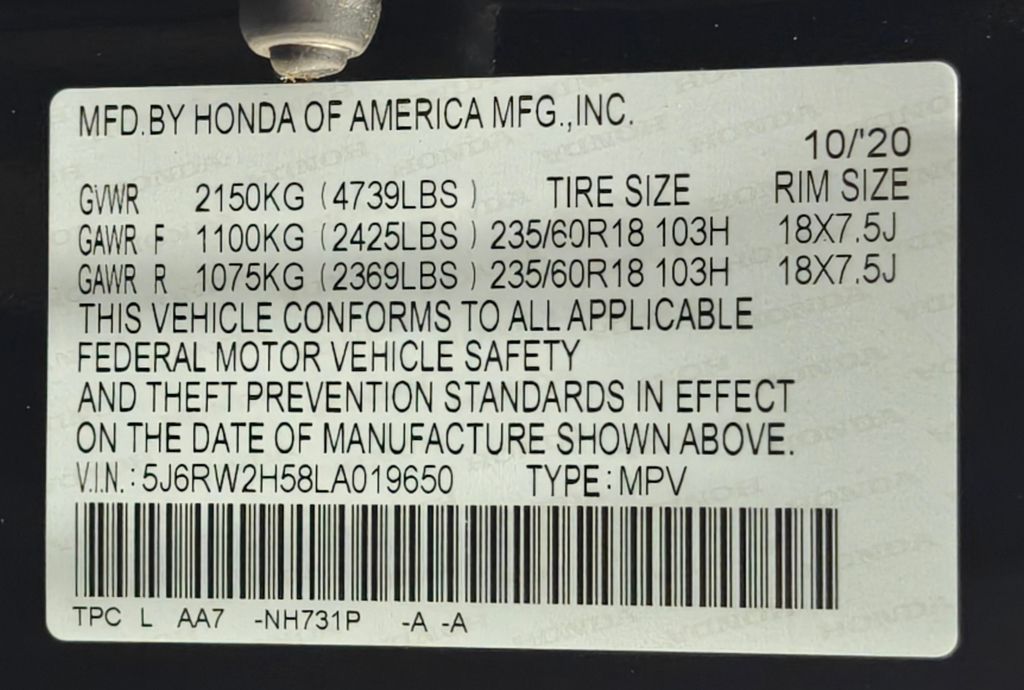 MFD.BY HONDA OF AMERICA MFG.,INC.
10/'20
GVWR 2150KG (4739LBS) TIRE SIZE RIM SIZE
GAWR F 1100KG (2425LBS) 235/60R18 103H 18X7.5J
GAWR R 1075KG (2369LBS) 235/60R18 103H 18X7.5J
THIS VEHICLE CONFORMS TO ALL APPLICABLE
FEDERAL MOTOR VEHICLE SAFETY
AND THEFT PREVENTION STANDARDS IN EFFECT
ON THE DATE OF MANUFACTURE SHOWN ABOVE.
V.I.N.:5J6RW2H58LA019650 TYPE:MPV
TPC L AA7 -NH731P -A -A